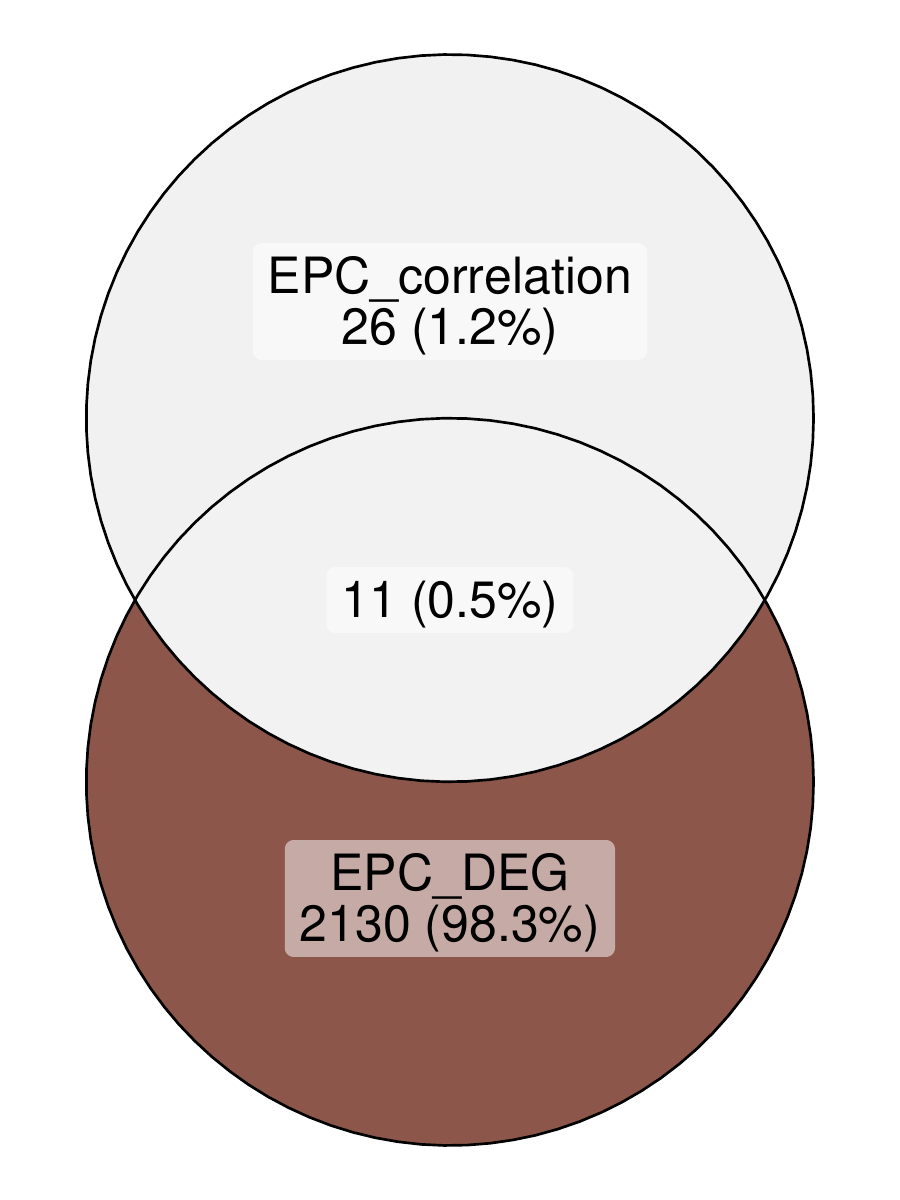 EPC_correlation
26 (1.2%)
11 (0.5%)
EPC_DEG
2130 (98.3%)